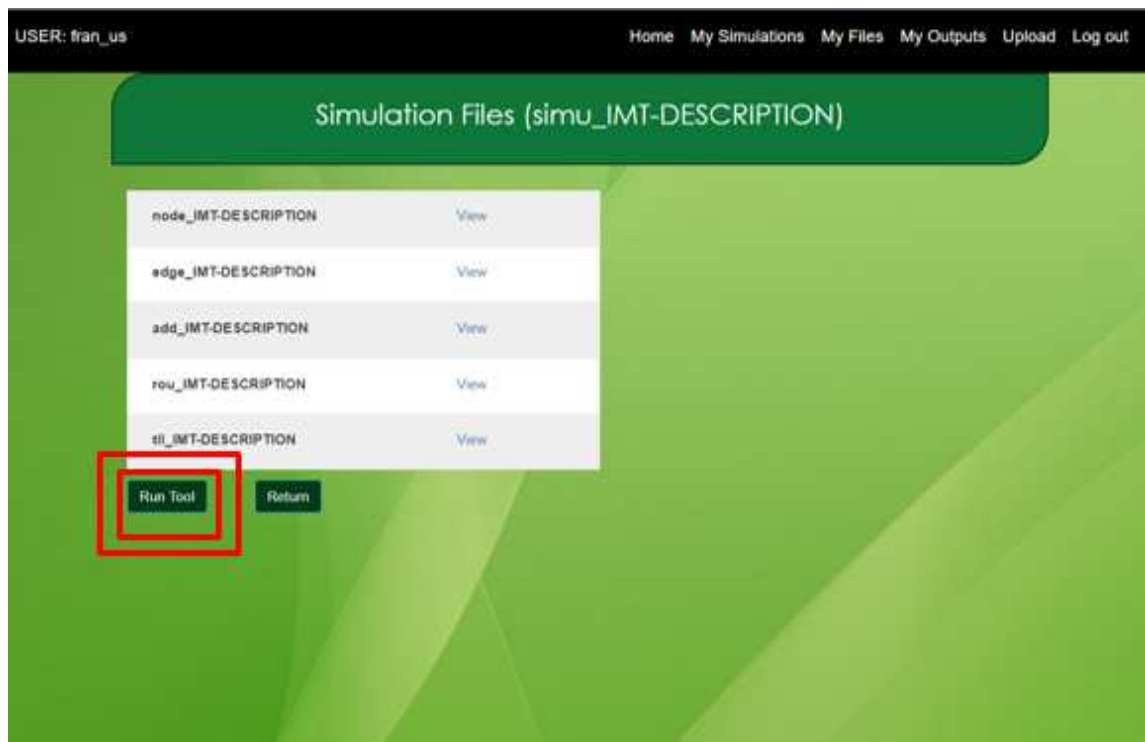 USER: fran_us Home My Simulations My Files My Outputs Upload Log out
Simulation Files (simu_IMT-DESCRIPTION)
node_IMT-DESCRIPTION View
edge_IMT-DESCRIPTION View
add_IMT-DESCRIPTION View
rou_IMT-DESCRIPTION View
tll_IMT-DESCRIPTION View
Run Tool Return